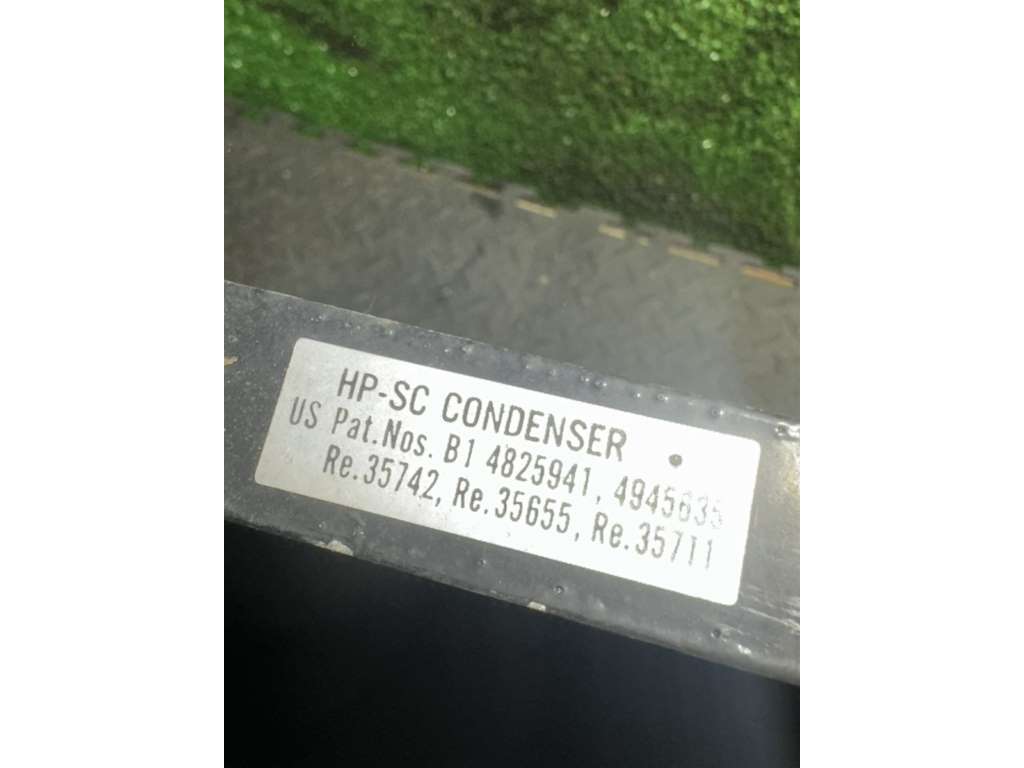 HP-SC CONDENSER
US Pat.Nos. B1 4825941, 4945635
Re.35742, Re.35655, Re.35711